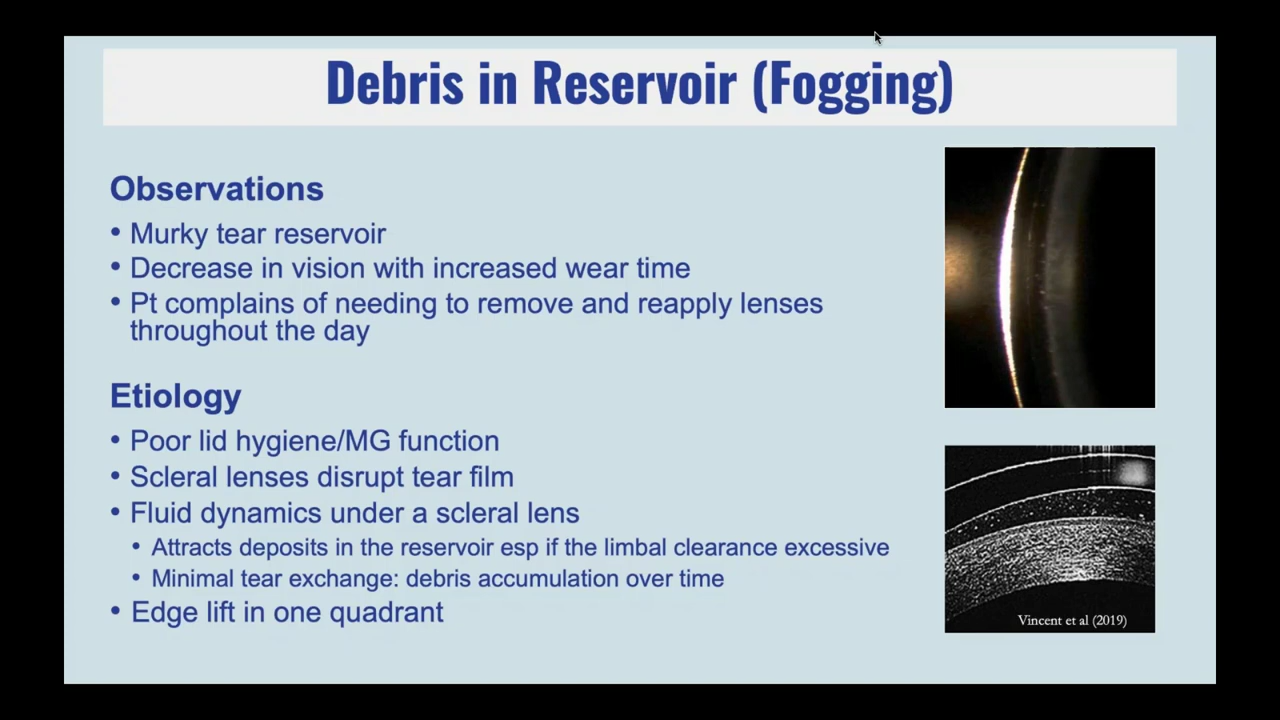 Debris in Reservoir (Fogging)
Observations
• Murky tear reservoir
• Decrease in vision with increased wear time
• Pt complains of needing to remove and reapply lenses
throughout the day
Etiology
• Poor lid hygiene/MG function
• Scleral lenses disrupt tear film
• Fluid dynamics under a scleral lens
• Attracts deposits in the reservoir esp if the limbal clearance excessive
• Minimal tear exchange: debris accumulation over time
• Edge lift in one quadrant
Vincent et al (2019)